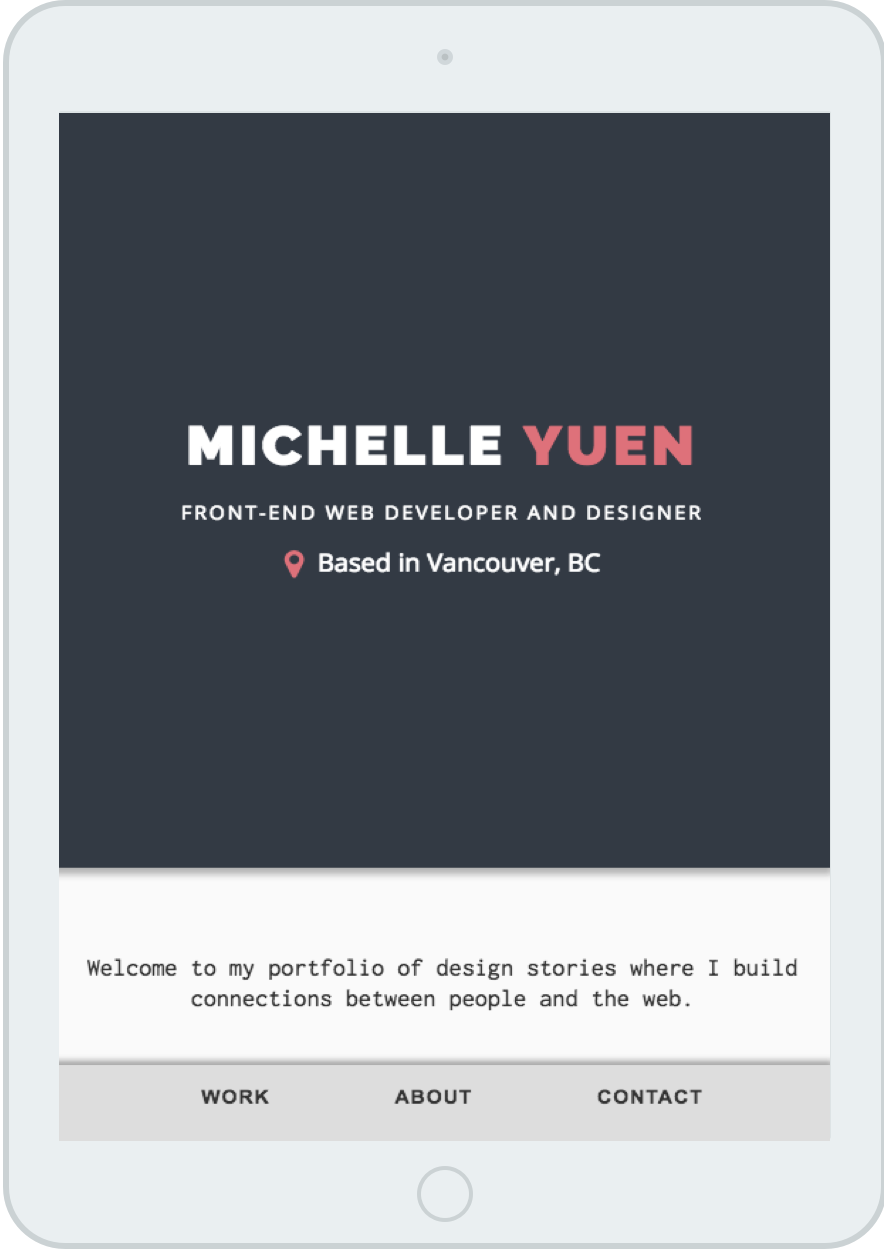 MICHELLE YUEN
FRONT-END WEB DEVELOPER AND DESIGNER
Based in Vancouver, BC
Welcome to my portfolio of design stories where I build
connections between people and the web.
WORK ABOUT CONTACT